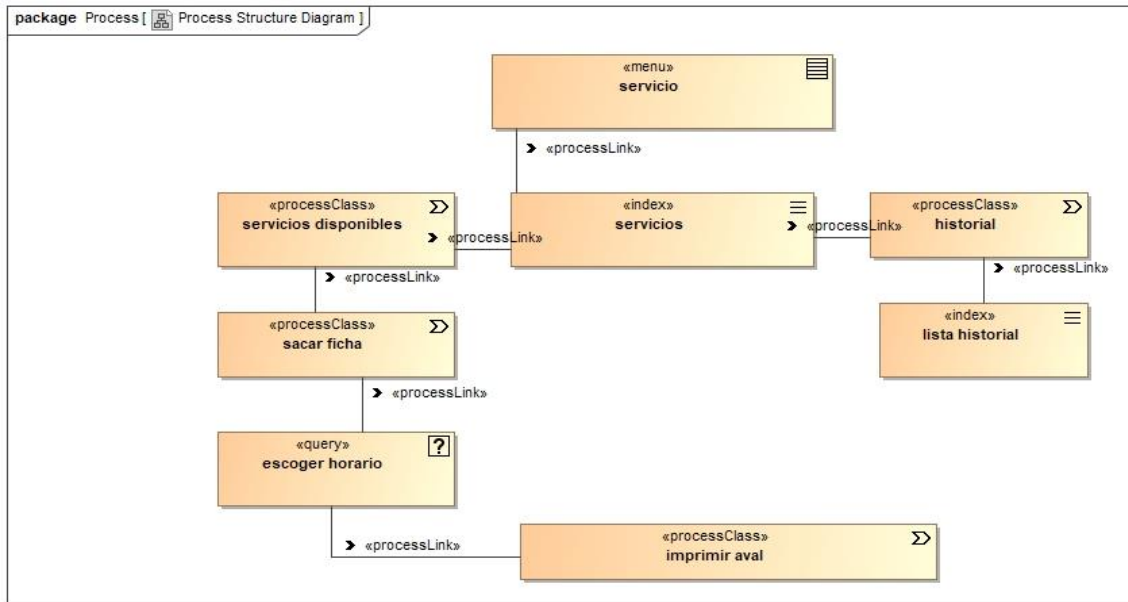 package Process [ Process Structure Diagram ]
«menu»
servicio
«processLink»
«processClass»
servicios disponibles
«processLink»
«index»
servicios
«processLink»
«processClass»
historial
«processLink»
«processLink»
«processClass»
sacar ficha
«index»
lista historial
«processLink»
«query»
escoger horario
?
«processLink»
«processClass»
imprimir aval